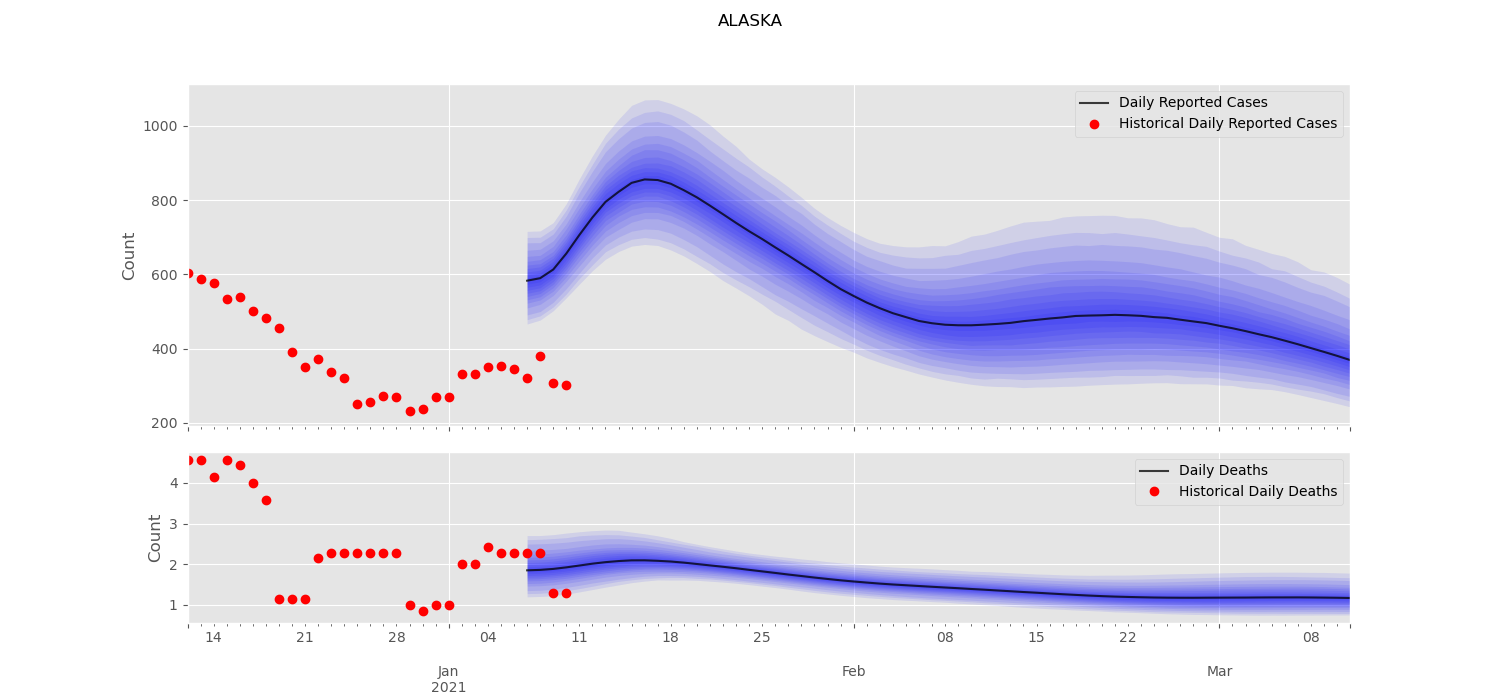 ALASKA
Daily Reported Cases
Historical Daily Reported Cases
Count
1000
800
600
400
200
Daily Deaths
Historical Daily Deaths
Count
4
3
2
1
14 21 28 04 11 18 25 08 15 22 08
Jan Feb Mar
2021